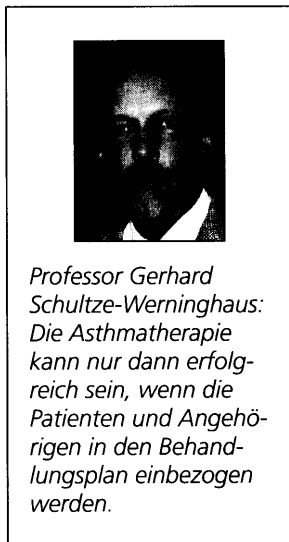 Professor Gerhard
Schultze-Werninghaus:
Die Asthmatherapie
kann nur dann erfolg-
reich sein, wenn die
Patienten und Angehö-
rigen in den Behand-
lungsplan einbezogen
werden.